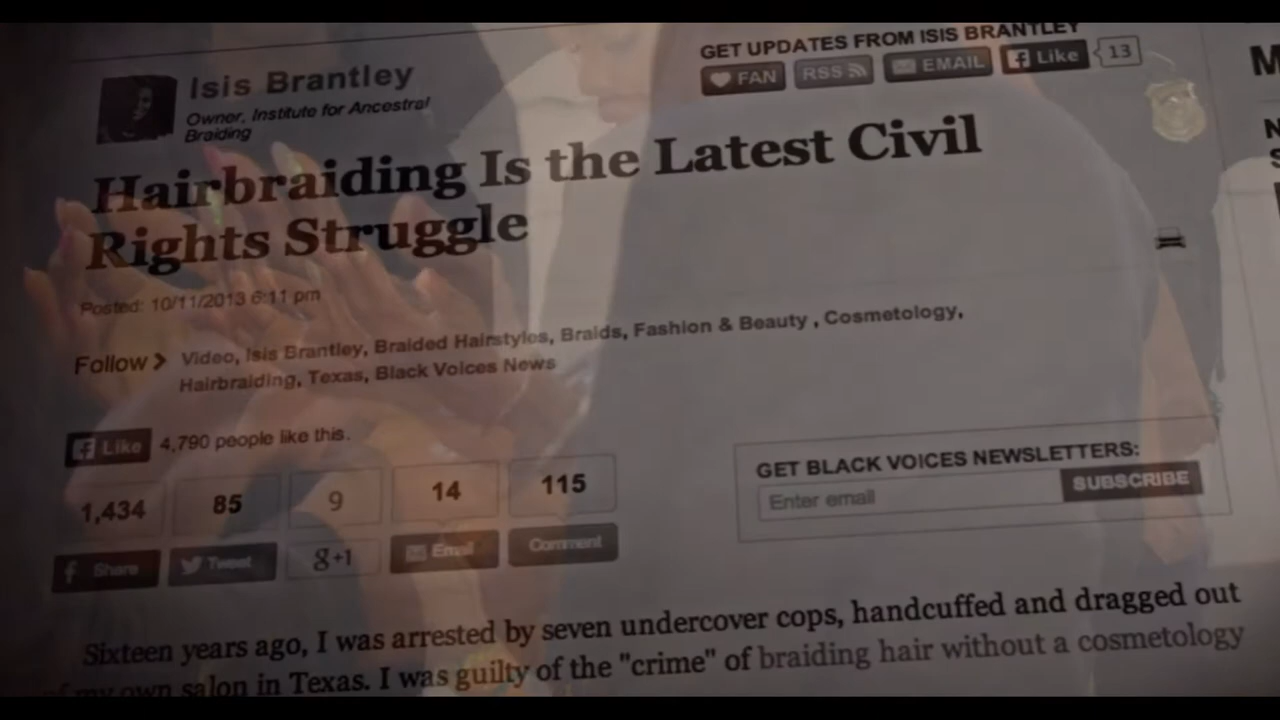 GET UPDATES FROM ISIS BRANTLEY
FAN RSS EMAIL Like 13
Isis Brantley
Owner, Institute for Ancestral
Braiding
Hairbraiding Is the Latest Civil
Rights Struggle
Posted: 10/11/2013 6:11 pm
Follow > Video, Isis Brantley, Braided Hairstyles, Braids, Fashion & Beauty , Cosmetology,
Hairbraiding, Texas, Black Voices News
Like 4,790 people like this.
1,434 85 9 14 115
Share Tweet g+1 Email Comment
GET BLACK VOICES NEWSLETTERS:
Enter email SUBSCRIBE
Sixteen years ago, I was arrested by seven undercover cops, handcuffed and dragged out
of my own salon in Texas. I was guilty of the "crime" of braiding hair without a cosmetology